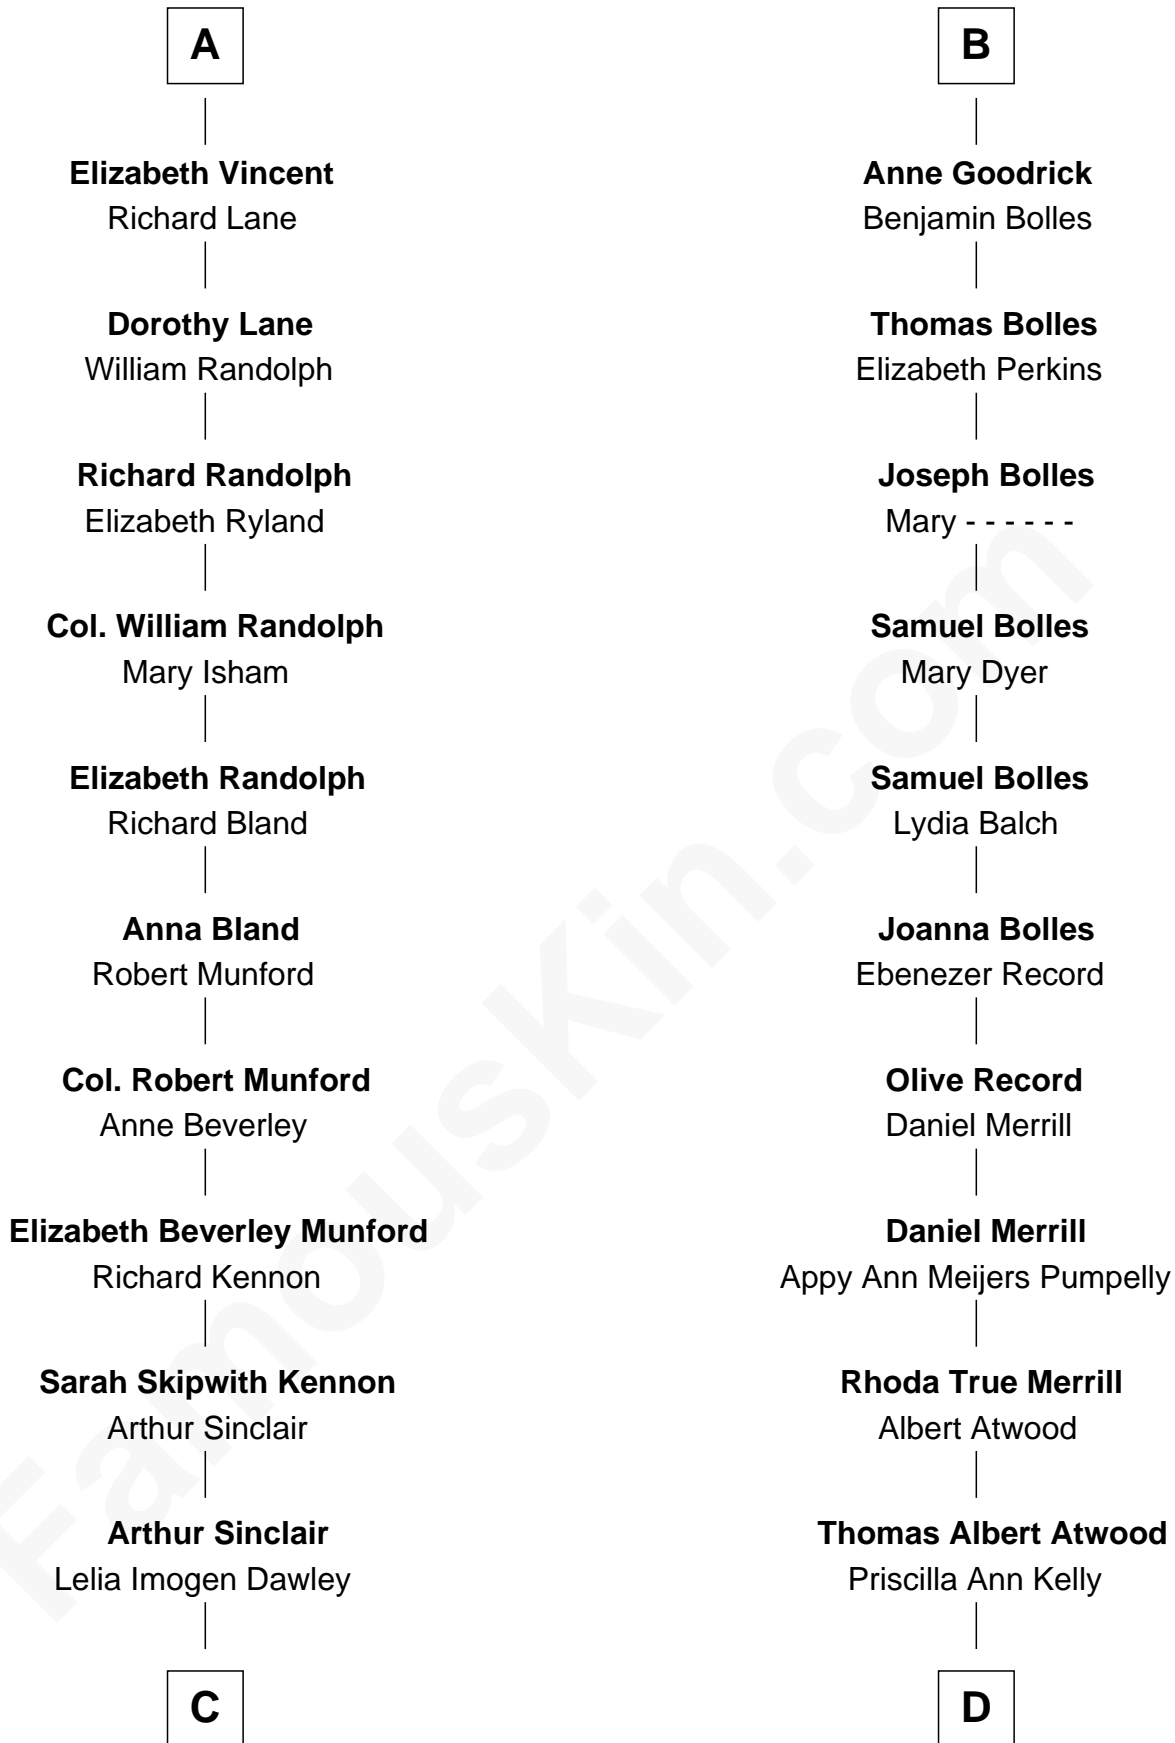 A
Elizabeth Vincent
Richard Lane
Dorothy Lane
William Randolph
Richard Randolph
Elizabeth Ryland
Col. William Randolph
Mary Isham
Elizabeth Randolph
Richard Bland
Anna Bland
Robert Munford
Col. Robert Munford
Anne Beverley
Elizabeth Beverley Munford
Richard Kennon
Sarah Skipwith Kennon
Arthur Sinclair
Arthur Sinclair
Lelia Imogen Dawley
C
B
Anne Goodrick
Benjamin Bolles
Thomas Bolles
Elizabeth Perkins
Joseph Bolles
Mary - - - - - -
Samuel Bolles
Mary Dyer
Samuel Bolles
Lydia Balch
Joanna Bolles
Ebenezer Record
Olive Record
Daniel Merrill
Daniel Merrill
Appy Ann Meijers Pumpelly
Rhoda True Merrill
Albert Atwood
Thomas Albert Atwood
Priscilla Ann Kelly
D
FamousKin.com